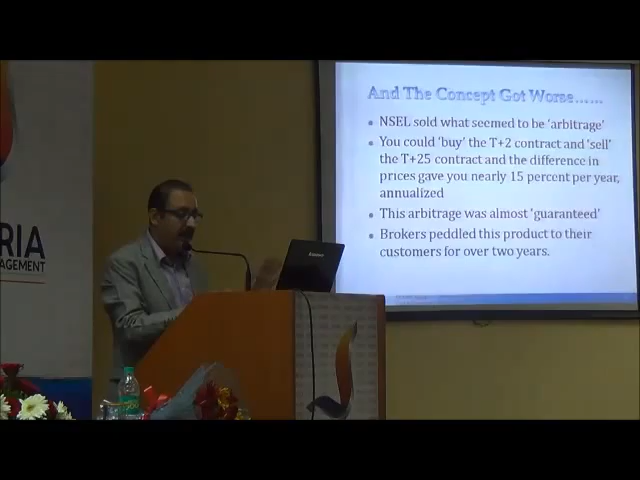 And The Concept Got Worse......
NSEL sold what seemed to be 'arbitrage'
You could 'buy' the T+2 contract and 'sell'
the T+25 contract and the difference in
prices gave you nearly 15 percent per year,
annualized
This arbitrage was almost 'guaranteed'
Brokers peddled this product to their
customers for over two years.
RIA
AGEMENT